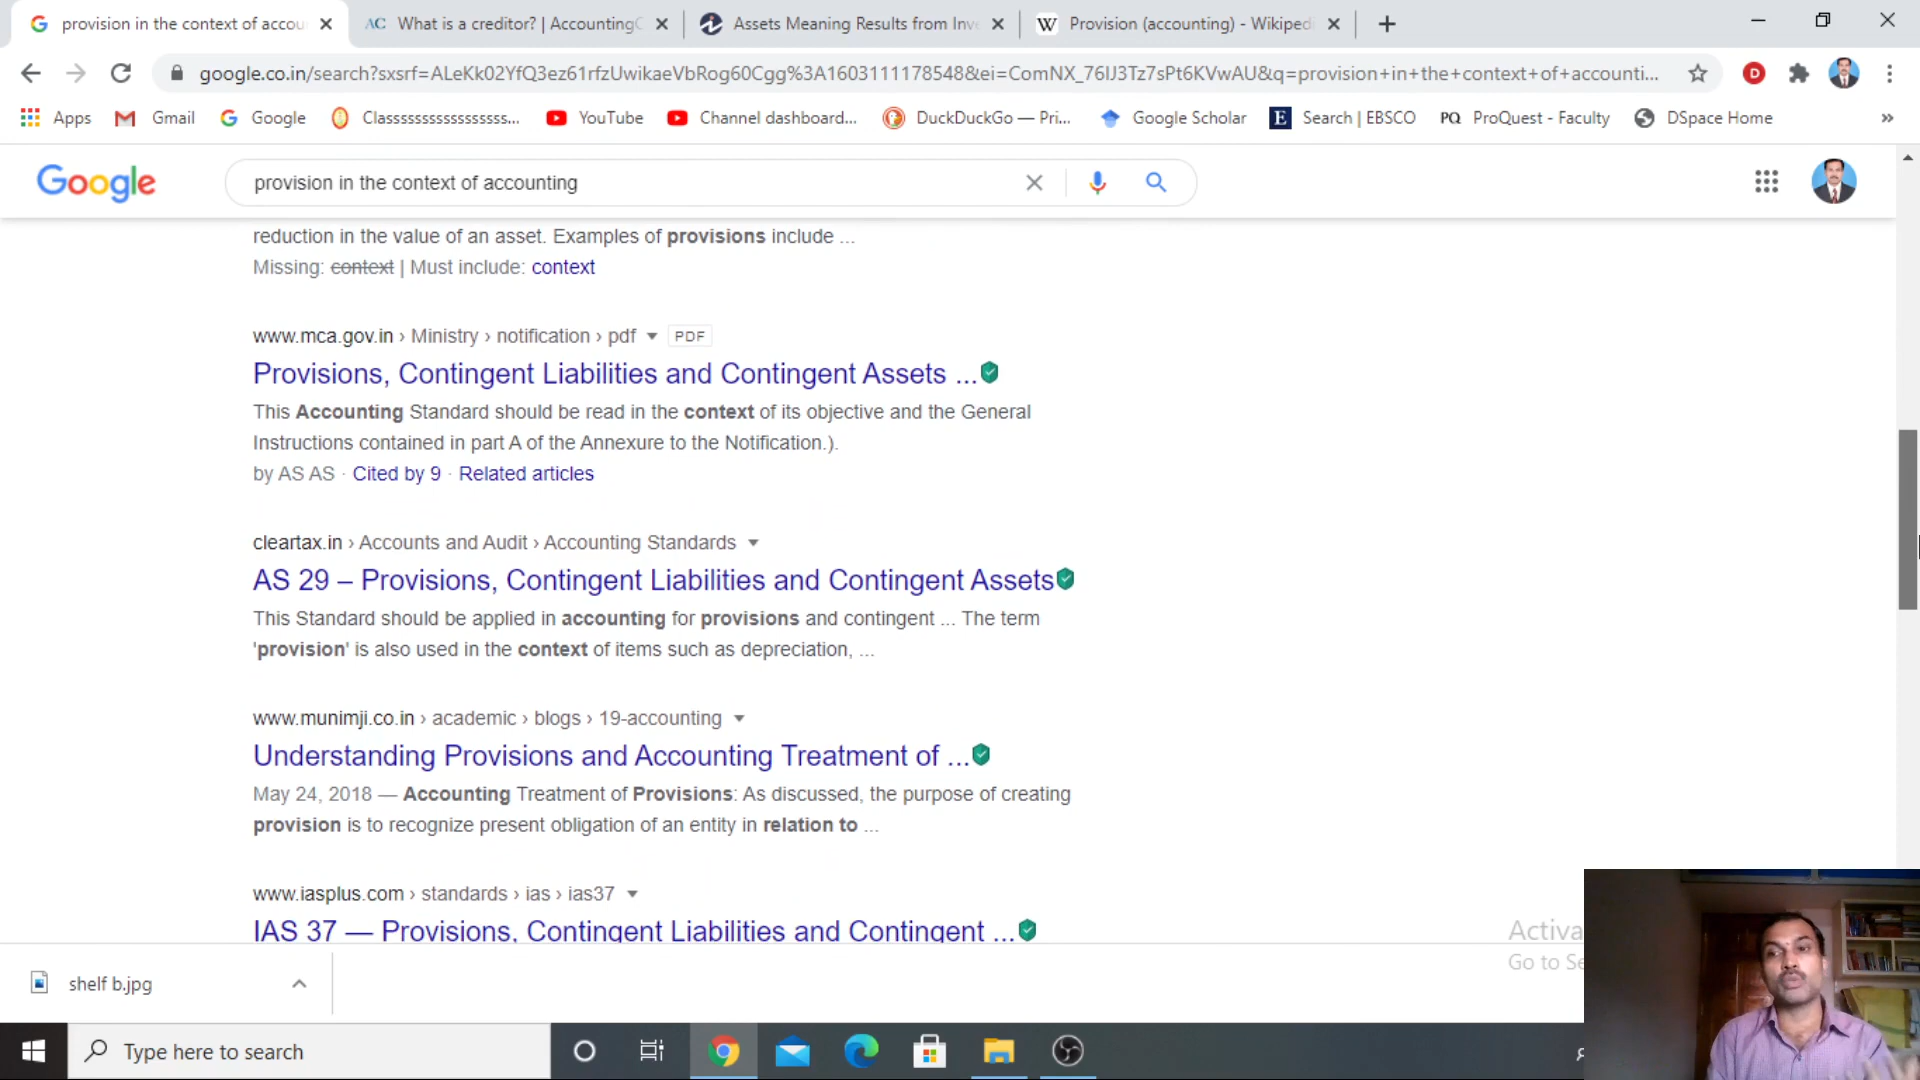 provision in the context of accou
AC What is a creditor? | Accounting
Assets Meaning Results from Inve
W Provision (accounting) - Wikiped
google.co.in/search?sxsrf=ALeKk02YfQ3ez61rfzUwikaeVbRog60Cgg%3A1603111178548&ei=ComNX_76IJ3Tz7sPt6KVwAU&q=provision+in+the+context+of+accounti...
D
Apps
Gmail
Google
Classsssssssssssssssss...
YouTube
Channel dashboard...
DuckDuckGo — Pri...
Google Scholar
E Search | EBSCO
PQ ProQuest - Faculty
DSpace Home
»
Google
provision in the context of accounting
reduction in the value of an asset. Examples of provisions include ...
Missing: context | Must include: context
www.mca.gov.in › Ministry › notification › pdf PDF
Provisions, Contingent Liabilities and Contingent Assets ...
This Accounting Standard should be read in the context of its objective and the General
Instructions contained in part A of the Annexure to the Notification.).
by AS AS · Cited by 9 · Related articles
cleartax.in › Accounts and Audit › Accounting Standards
AS 29 – Provisions, Contingent Liabilities and Contingent Assets
This Standard should be applied in accounting for provisions and contingent ... The term
'provision' is also used in the context of items such as depreciation, ...
www.munimji.co.in › academic › blogs › 19-accounting
Understanding Provisions and Accounting Treatment of ...
May 24, 2018 — Accounting Treatment of Provisions: As discussed, the purpose of creating
provision is to recognize present obligation of an entity in relation to ...
www.iasplus.com › standards › ias › ias37
IAS 37 — Provisions, Contingent Liabilities and Contingent ...
Activa
Go to Se
shelf b.jpg
Type here to search